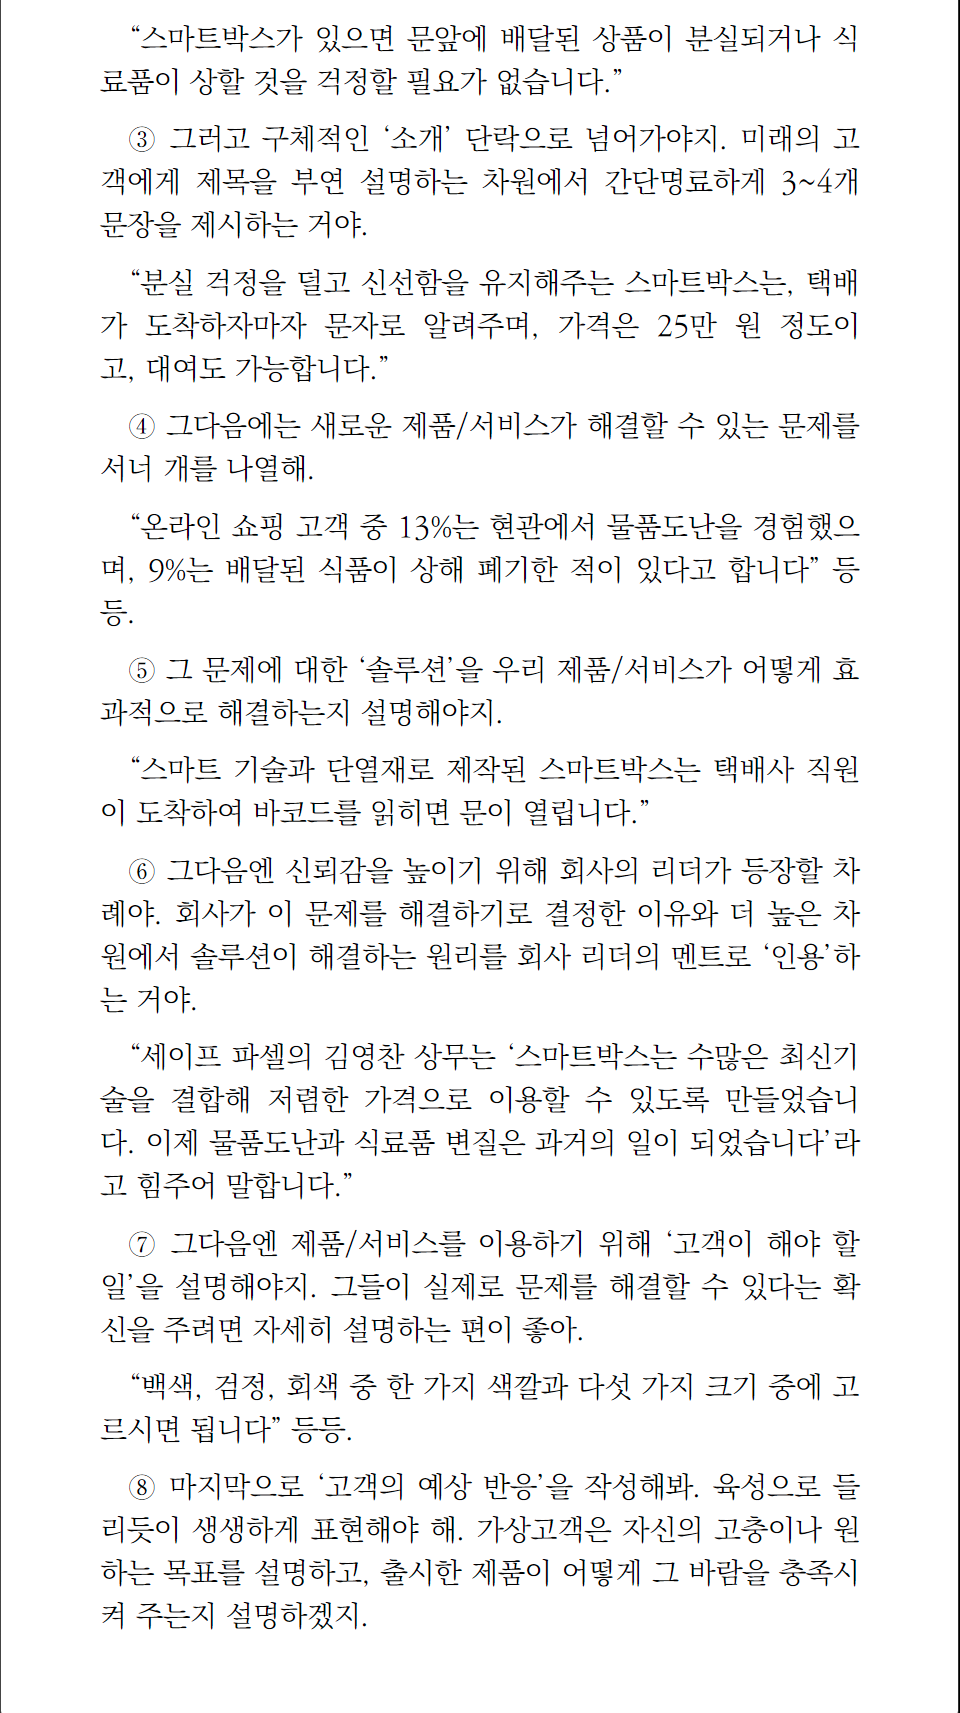 “스마트박스가 있으면 문앞에 배달된 상품이 분실되거나 식
료품이 상할 것을 걱정할 필요가 없습니다.”
③ 그러고 구체적인 ‘소개’ 단락으로 넘어가야지. 미래의 고
객에게 제목을 부연 설명하는 차원에서 간단명료하게 3~4개
문장을 제시하는 거야.
“분실 걱정을 덜고 신선함을 유지해주는 스마트박스는, 택배
가 도착하자마자 문자로 알려주며, 가격은 25만 원 정도이
고, 대여도 가능합니다.”
④ 그다음에는 새로운 제품/서비스가 해결할 수 있는 문제를
서너 개를 나열해.
“온라인 쇼핑 고객 중 13%는 현관에서 물품도난을 경험했으
며, 9%는 배달된 식품이 상해 폐기한 적이 있다고 합니다” 등
등.
⑤ 그 문제에 대한 ‘솔루션’을 우리 제품/서비스가 어떻게 효
과적으로 해결하는지 설명해야지.
“스마트 기술과 단열재로 제작된 스마트박스는 택배사 직원
이 도착하여 바코드를 읽히면 문이 열립니다.”
⑥ 그다음엔 신뢰감을 높이기 위해 회사의 리더가 등장할 차
례야. 회사가 이 문제를 해결하기로 결정한 이유와 더 높은 차
원에서 솔루션이 해결하는 원리를 회사 리더의 멘트로 ‘인용’하
는 거야.
“세이프 파셀의 김영찬 상무는 ‘스마트박스는 수많은 최신기
술을 결합해 저렴한 가격으로 이용할 수 있도록 만들었습니
다. 이제 물품도난과 식료품 변질은 과거의 일이 되었습니다’라
고 힘주어 말합니다.”
⑦ 그다음엔 제품/서비스를 이용하기 위해 ‘고객이 해야 할
일’을 설명해야지. 그들이 실제로 문제를 해결할 수 있다는 확
신을 주려면 자세히 설명하는 편이 좋아.
“백색, 검정, 회색 중 한 가지 색깔과 다섯 가지 크기 중에 고
르시면 됩니다” 등등.
⑧ 마지막으로 ‘고객의 예상 반응’을 작성해봐. 육성으로 들
리듯이 생생하게 표현해야 해. 가상고객은 자신의 고충이나 원
하는 목표를 설명하고, 출시한 제품이 어떻게 그 바람을 충족시
켜 주는지 설명하겠지.